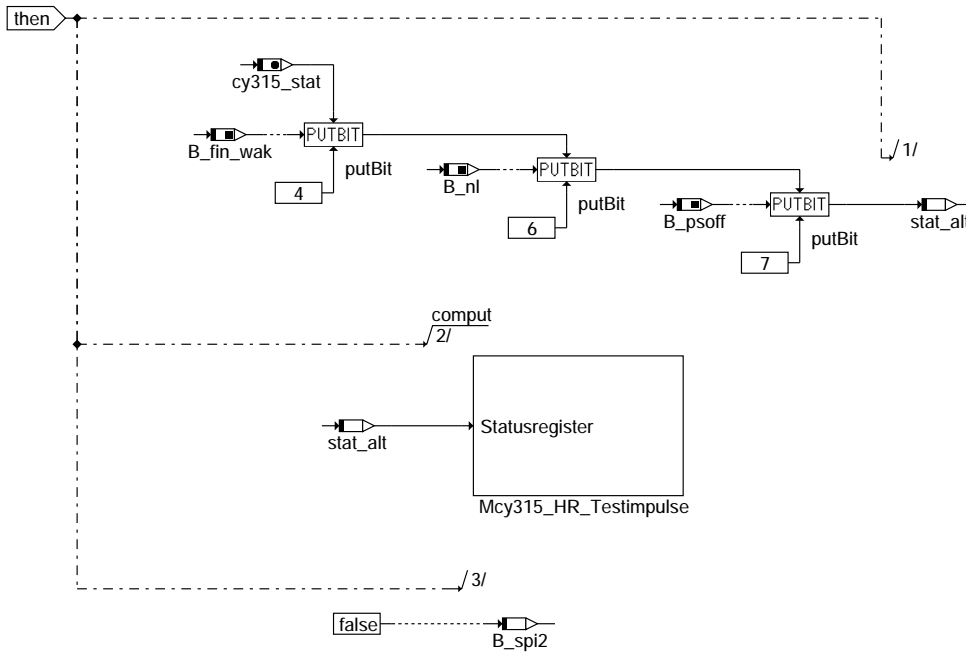 then
cy315_stat
PUTBIT
B_fin_wak
putBit
4
1/
PUTBIT
B_nl
putBit
6
PUTBIT
B_psoff
stat_alt
putBit
7
comput
2/
Statusregister
stat_alt
Mcy315_HR_Testimpulse
3/
false
B_spi2